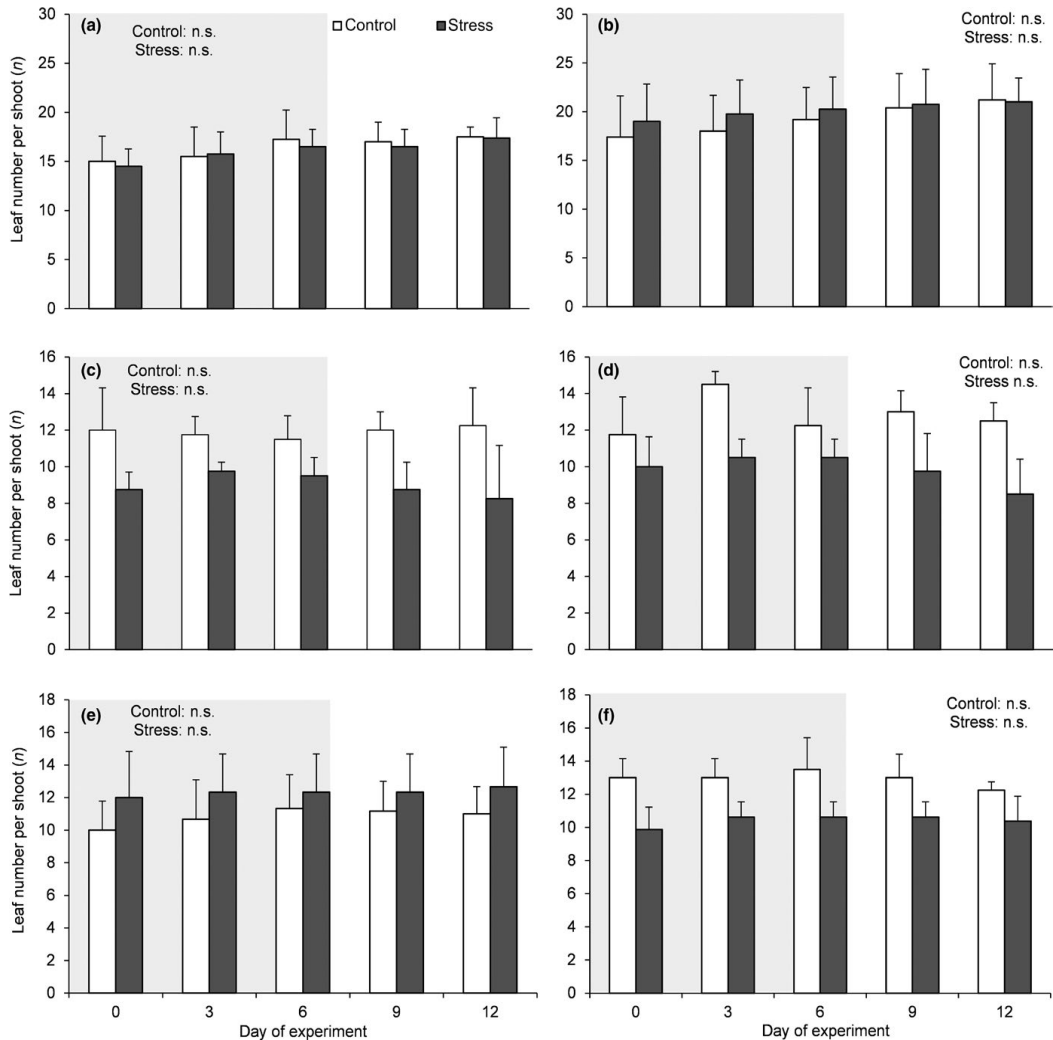 (a)
Control: n.s.
Stress: n.s.
Control
Stress
Leaf number per shoot (n)
30
25
20
15
10
5
0
(b)
Control: n.s.
Stress: n.s.
30
25
20
15
10
5
0
(c)
Control: n.s.
Stress: n.s.
Leaf number per shoot (n)
16
14
12
10
8
6
4
2
0
(d)
Control: n.s.
Stress n.s.
16
14
12
10
8
6
4
2
0
(e)
Control: n.s.
Stress: n.s.
Leaf number per shoot (n)
18
16
14
12
10
8
6
4
2
0
0 3 6 9 12
Day of experiment
(f)
Control: n.s.
Stress: n.s.
18
16
14
12
10
8
6
4
2
0
0 3 6 9 12
Day of experiment